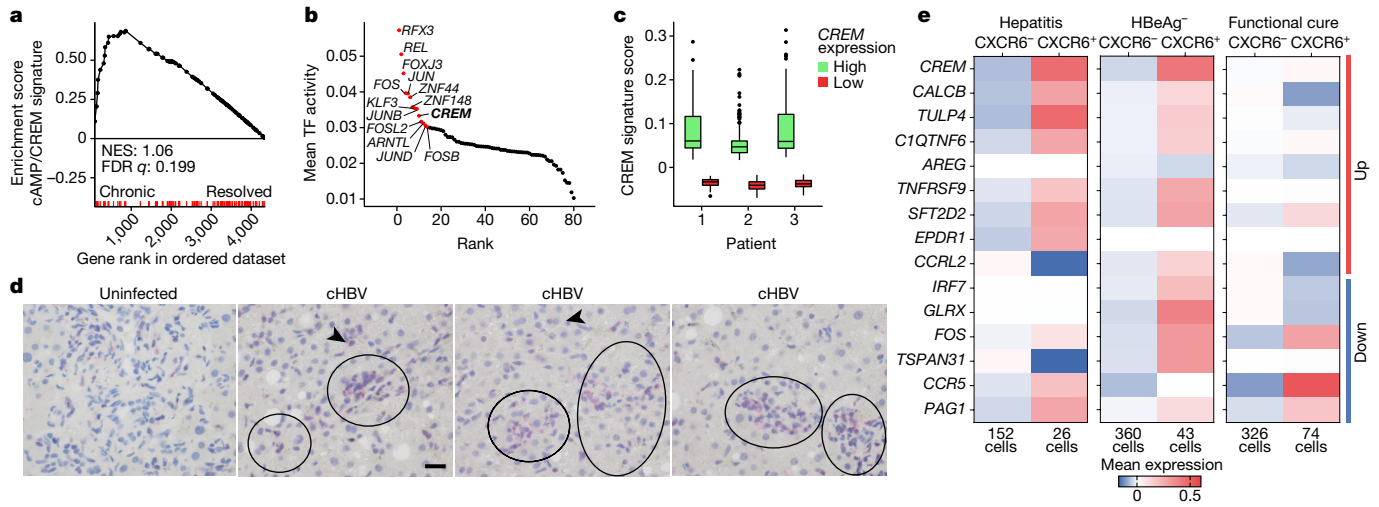 a
Enrichment score
cAMP/CREM signature
0.50
0.25
0
−0.25
NES: 1.06
FDR q: 0.199
Chronic
Resolved
1,000
2,000
3,000
4,000
Gene rank in ordered dataset
b
Mean TF activity
0.05
0.04
0.03
0.02
0.01
RFX3
REL
FOXJ3
JUN
FOS
ZNF44
ZNF148
KLF3
CREM
JUNB
FOSL2
ARNTL
JUND
FOSB
0
20
40
60
80
Rank
c
CREM signature score
0.3
0.2
0.1
0
CREM
expression
High
Low
1
2
3
Patient
d
Uninfected
cHBV
cHBV
cHBV
e
Hepatitis
HBeAg−
Functional cure
CXCR6− CXCR6+
CXCR6− CXCR6+
CXCR6− CXCR6+
CREM
CALCB
TULP4
C1QTNF6
AREG
TNFRSF9
SFT2D2
EPDR1
CCRL2
IRF7
GLRX
FOS
TSPAN31
CCR5
PAG1
Up
Down
152 cells
26 cells
360 cells
43 cells
326 cells
74 cells
Mean expression
0
0.5